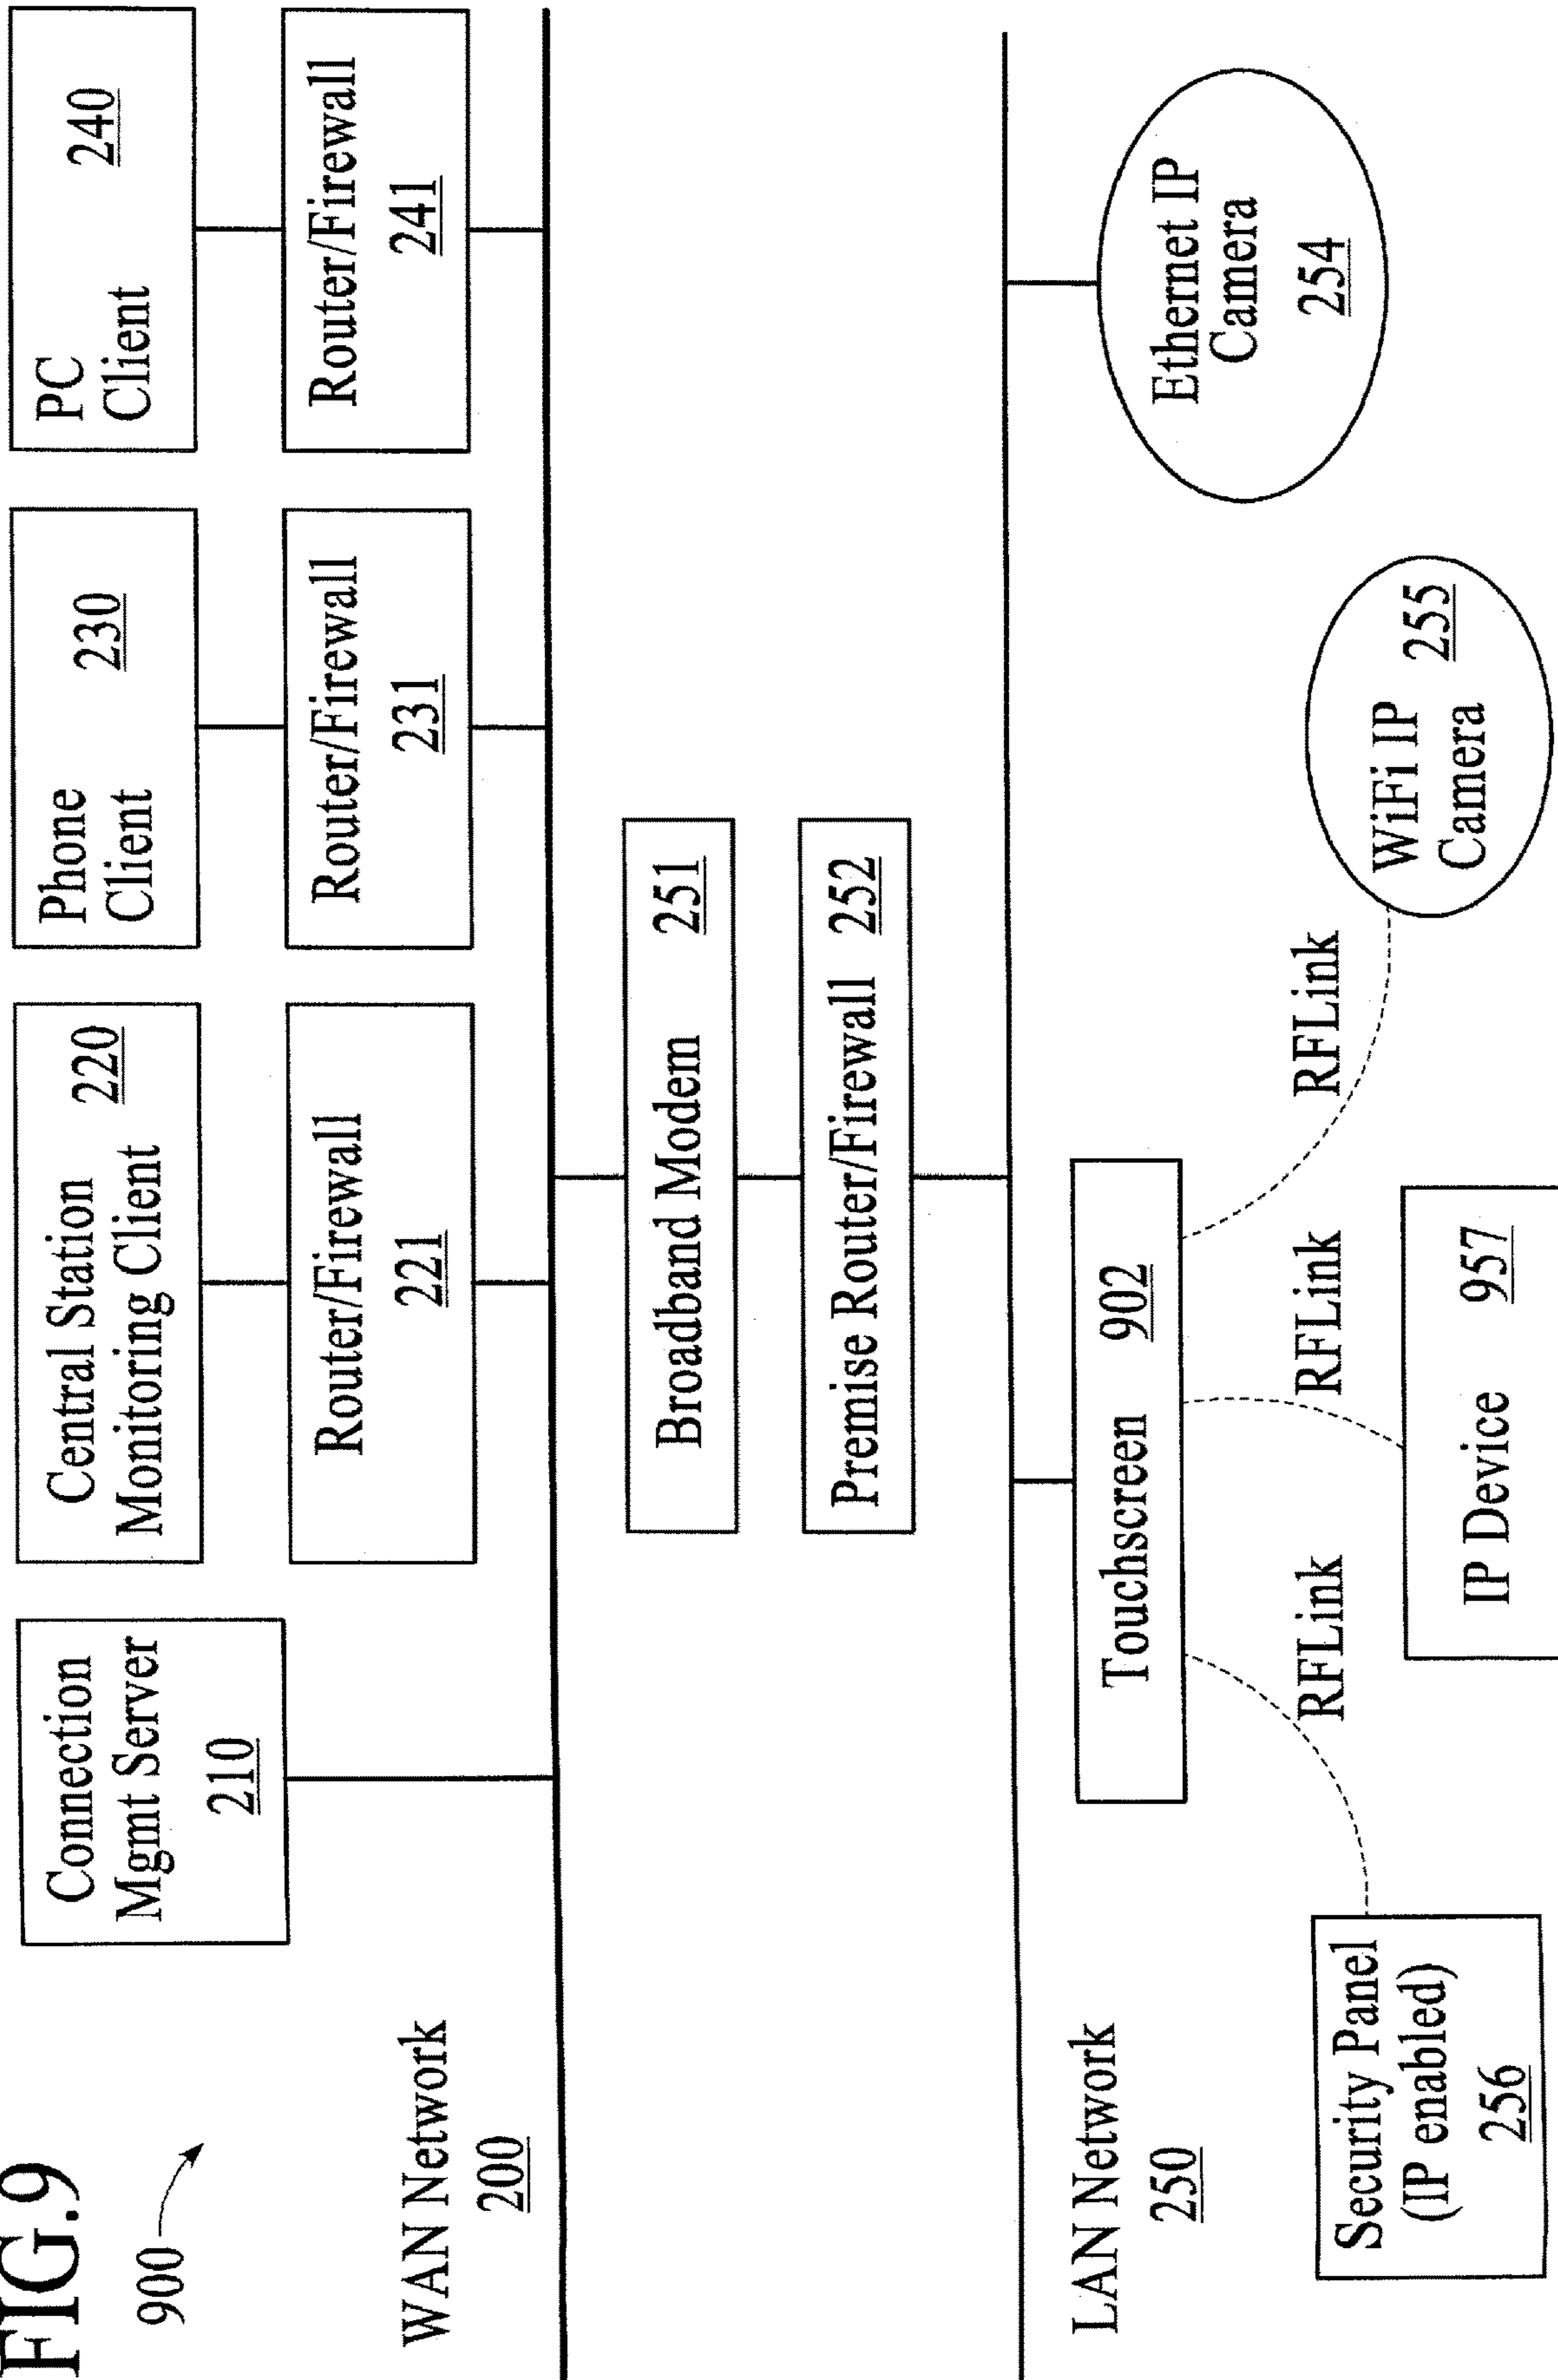 FIG.9
900
Connection
Mgmt Server
210
Central Station
Monitoring Client
220
Phone
Client
230
PC
Client
240
Router/Firewall
221
Router/Firewall
231
Router/Firewall
241
WAN Network
200
Broadband Modem 251
Premise Router/Firewall 252
LAN Network
250
Touchscreen 902
Ethernet IP
Camera
254
RFLink
RFLink
RFLink
Security Panel
(IP enabled)
256
IP Device 957
WiFi IP
Camera
255